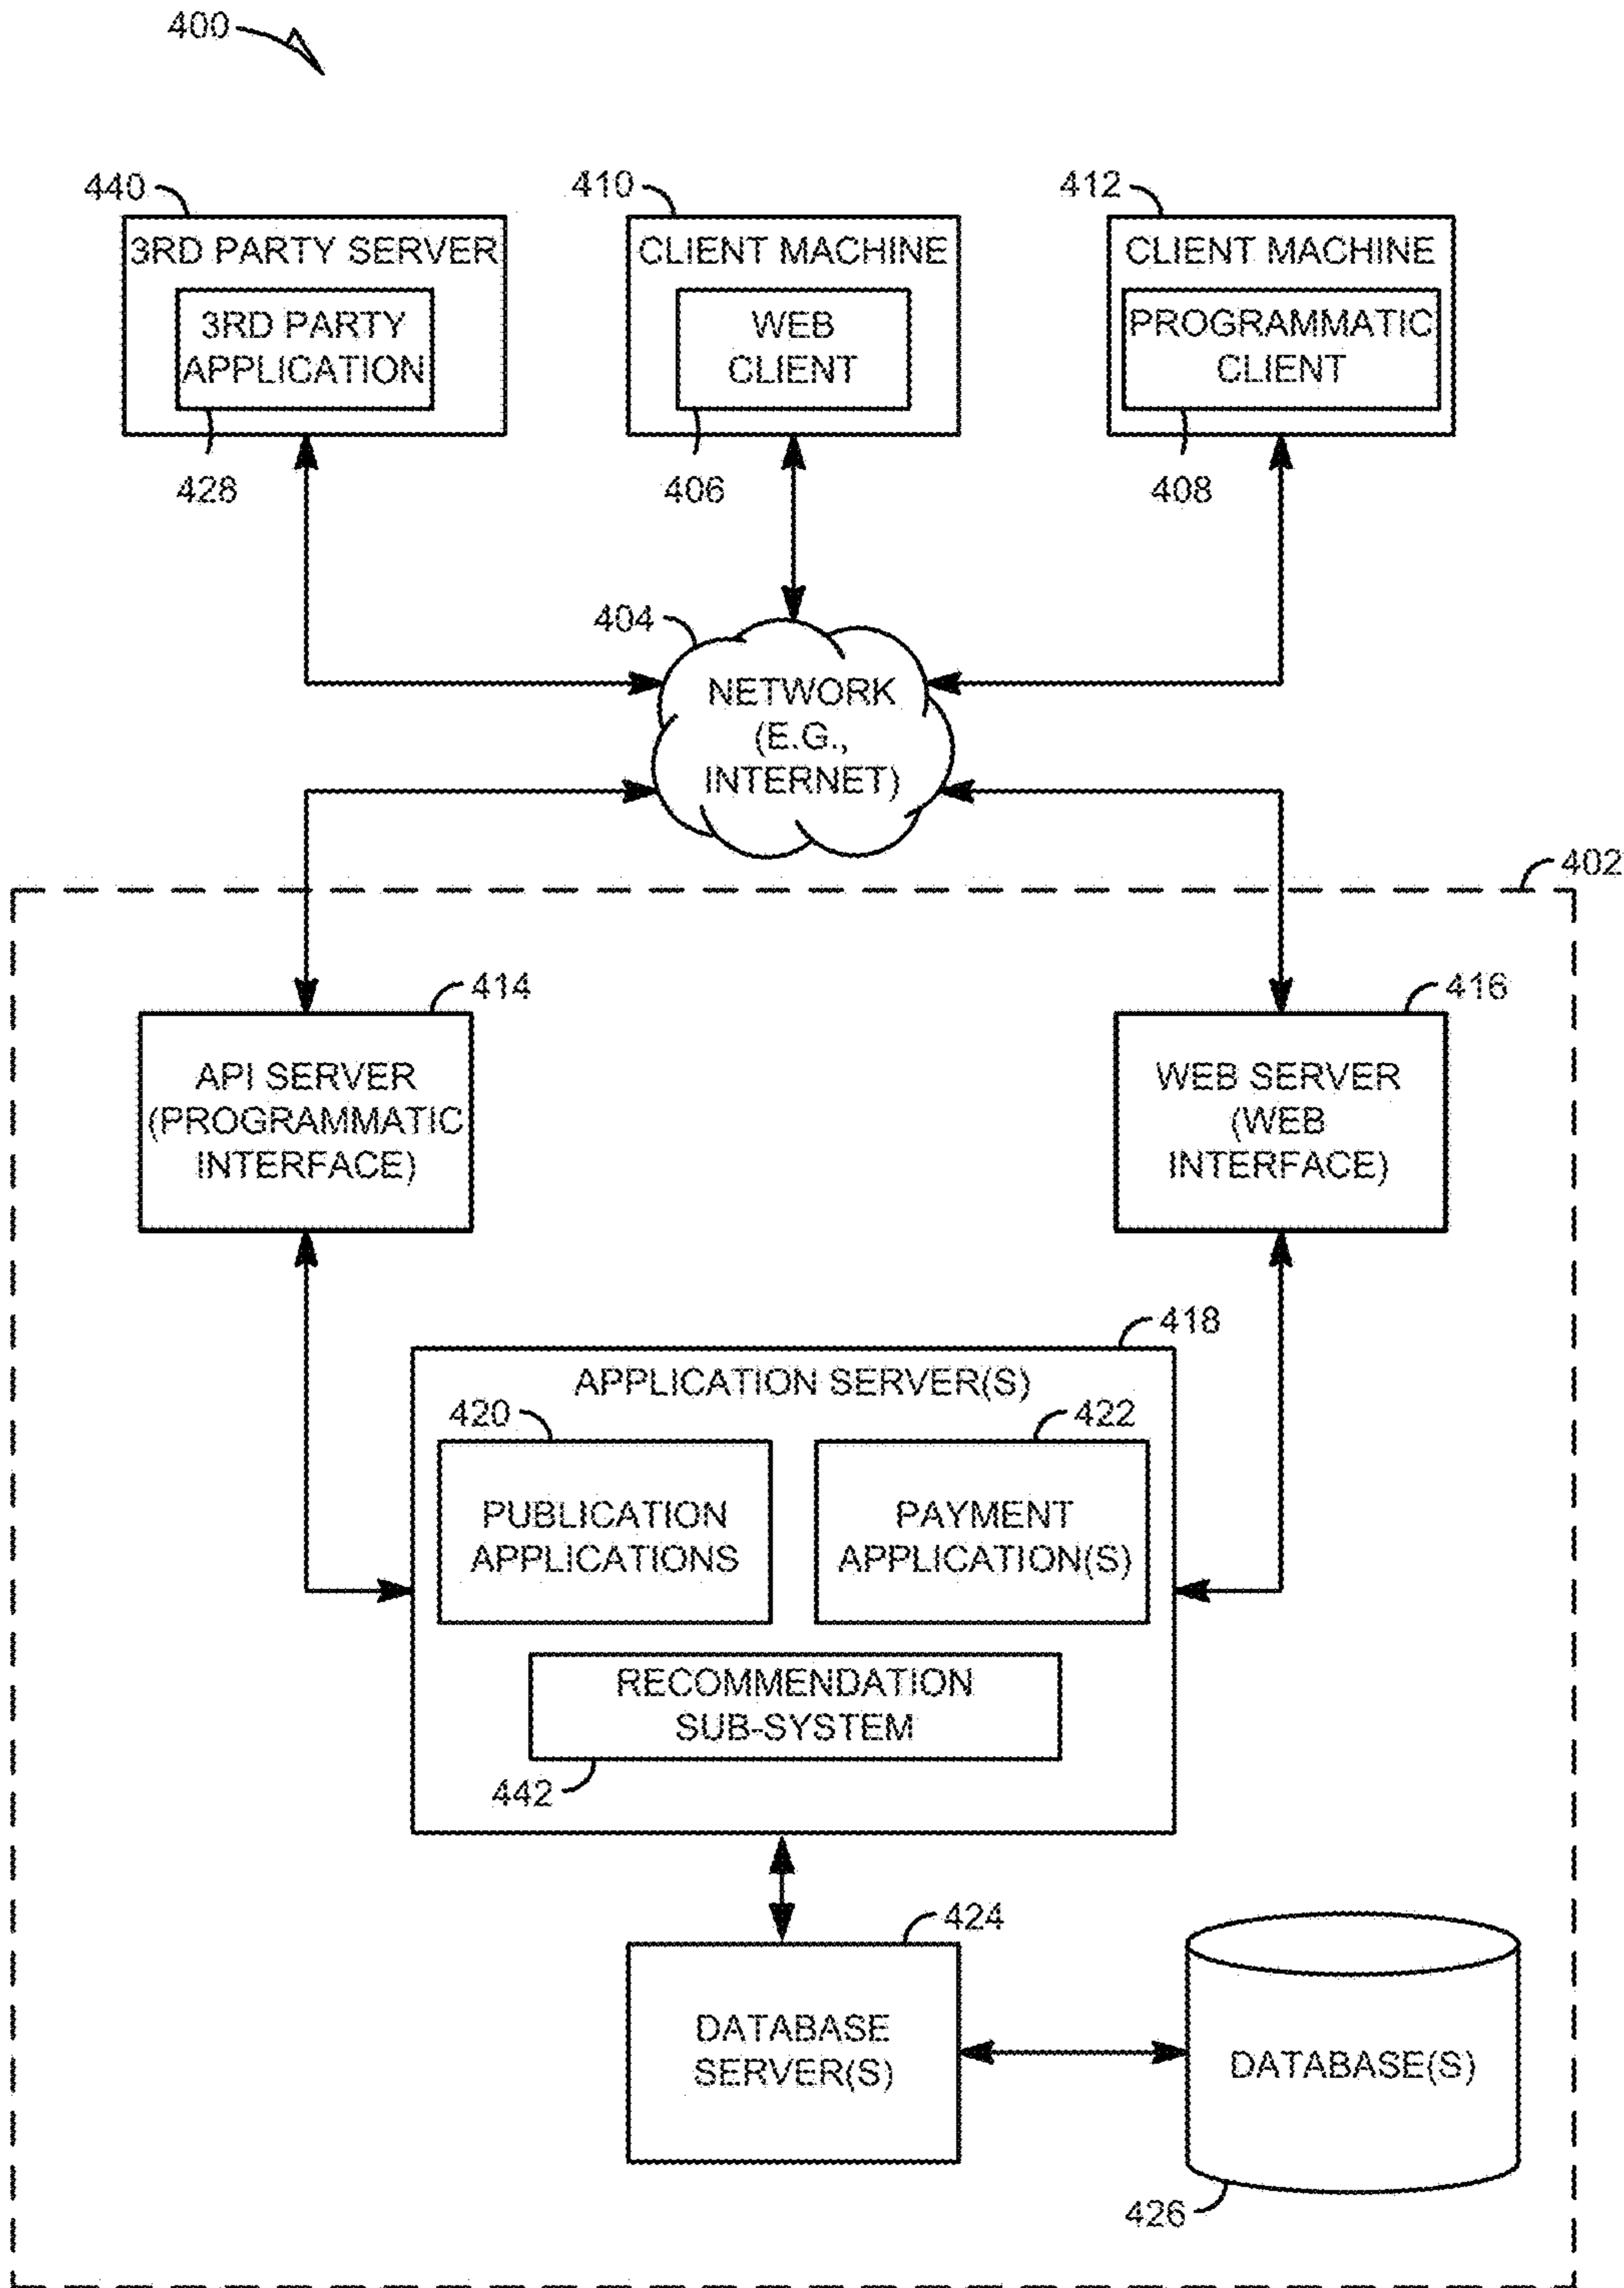 400
440
410
412
3RD PARTY SERVER
CLIENT MACHINE
CLIENT MACHINE
3RD PARTY
APPLICATION
WEB
CLIENT
PROGRAMMATIC
CLIENT
428
406
408
404
NETWORK
(E.G.,
INTERNET)
402
414
416
API SERVER
(PROGRAMMATIC
INTERFACE)
WEB SERVER
(WEB
INTERFACE)
418
APPLICATION SERVER(S)
420
422
PUBLICATION
APPLICATIONS
PAYMENT
APPLICATION(S)
RECOMMENDATION
SUB-SYSTEM
442
424
DATABASE
SERVER(S)
DATABASE(S)
426